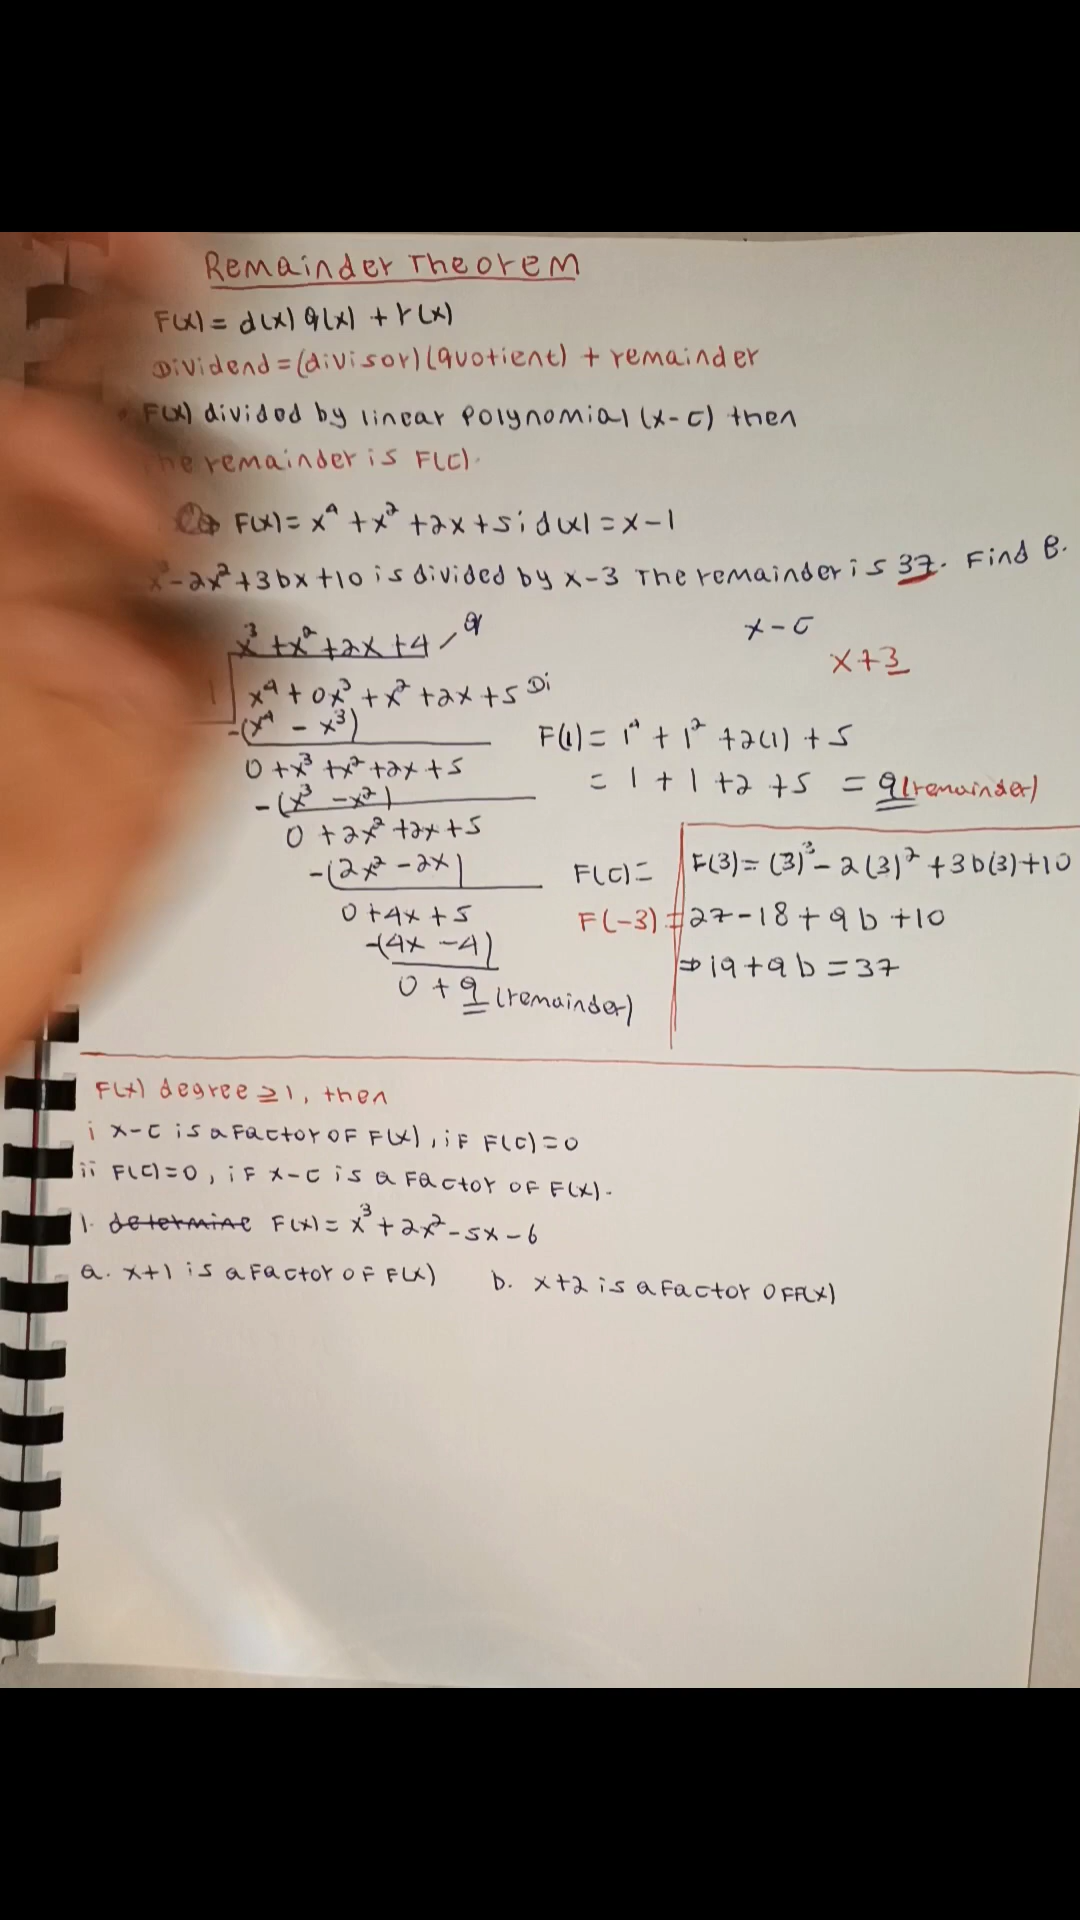 Remainder Theorem
F(x) = d(x) q(x) + r(x)
Dividend = (divisor) (quotient) + remainder
F(x) divided by linear polynomial (x-c) then
he remainder is F(c).
F(x) = x⁴ + x² + 2x + 5 ; d(x) = x - 1
x³ - 2x² + 3bx + 10 is divided by x - 3 The remainder is 37. Find B.
x³ + x² + 2x + 4
x - c
x + 3
x⁴ + 0x³ + x² + 2x + 5 Di
-(x⁴ - x³)
0 + x³ + x² + 2x + 5
-(x³ - x²)
0 + 2x² + 2x + 5
-(2x² - 2x)
0 + 4x + 5
-(4x - 4)
0 + 9 (remainder)
F(1) = 1⁴ + 1² + 2(1) + 5
= 1 + 1 + 2 + 5 = 9 (remainder)
F(c) =
F(-3) =
F(3) = (3)³ - 2(3)² + 3b(3) + 10
27 - 18 + 9b + 10
⇒ 19 + 9b = 37
F(x) degree ≥ 1, then
i x-c is a factor of F(x), if F(c) = 0
ii F(c) = 0, if x-c is a factor of F(x).
1. determine F(x) = x³ + 2x² - 5x - 6
a. x+1 is a factor of F(x) b. x+2 is a factor of F(x)